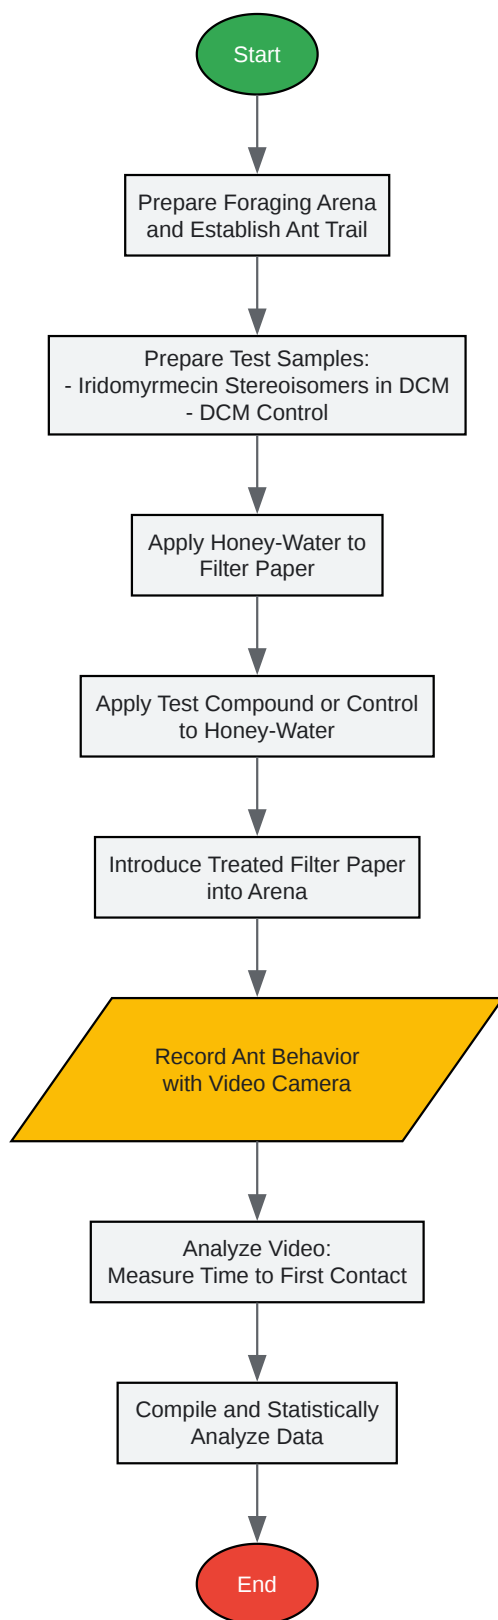 Start
Prepare Foraging Arena
and Establish Ant Trail
Prepare Test Samples:
- Iridomyrmecin Stereoisomers in DCM
- DCM Control
Apply Honey-Water to
Filter Paper
Apply Test Compound or Control
to Honey-Water
Introduce Treated Filter Paper
into Arena
Record Ant Behavior
with Video Camera
Analyze Video:
Measure Time to First Contact
Compile and Statistically
Analyze Data
End